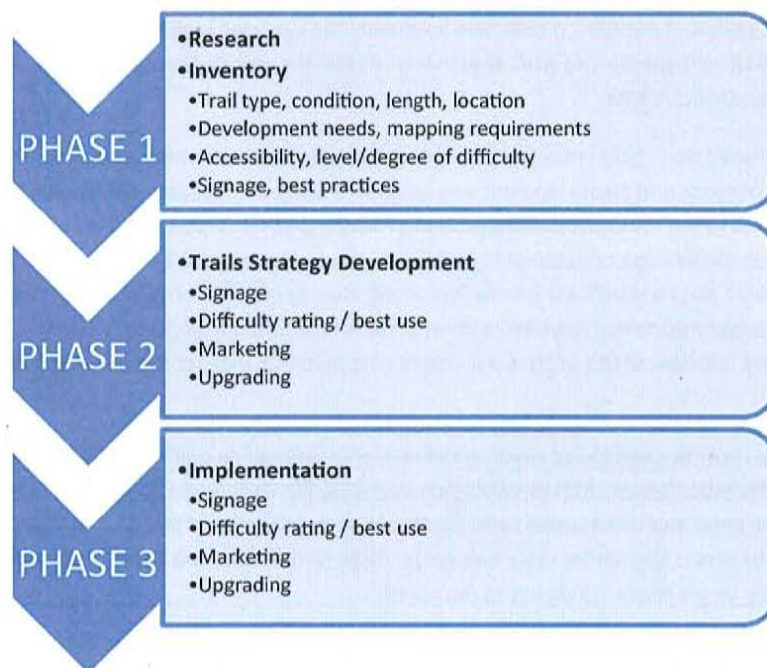 PHASE 1
•Research
•Inventory
•Trail type, condition, length, location
•Development needs, mapping requirements
•Accessibility, level/degree of difficulty
•Signage, best practices
PHASE 2
•Trails Strategy Development
•Signage
•Difficulty rating / best use
•Marketing
•Upgrading
PHASE 3
•Implementation
•Signage
•Difficulty rating / best use
•Marketing
•Upgrading